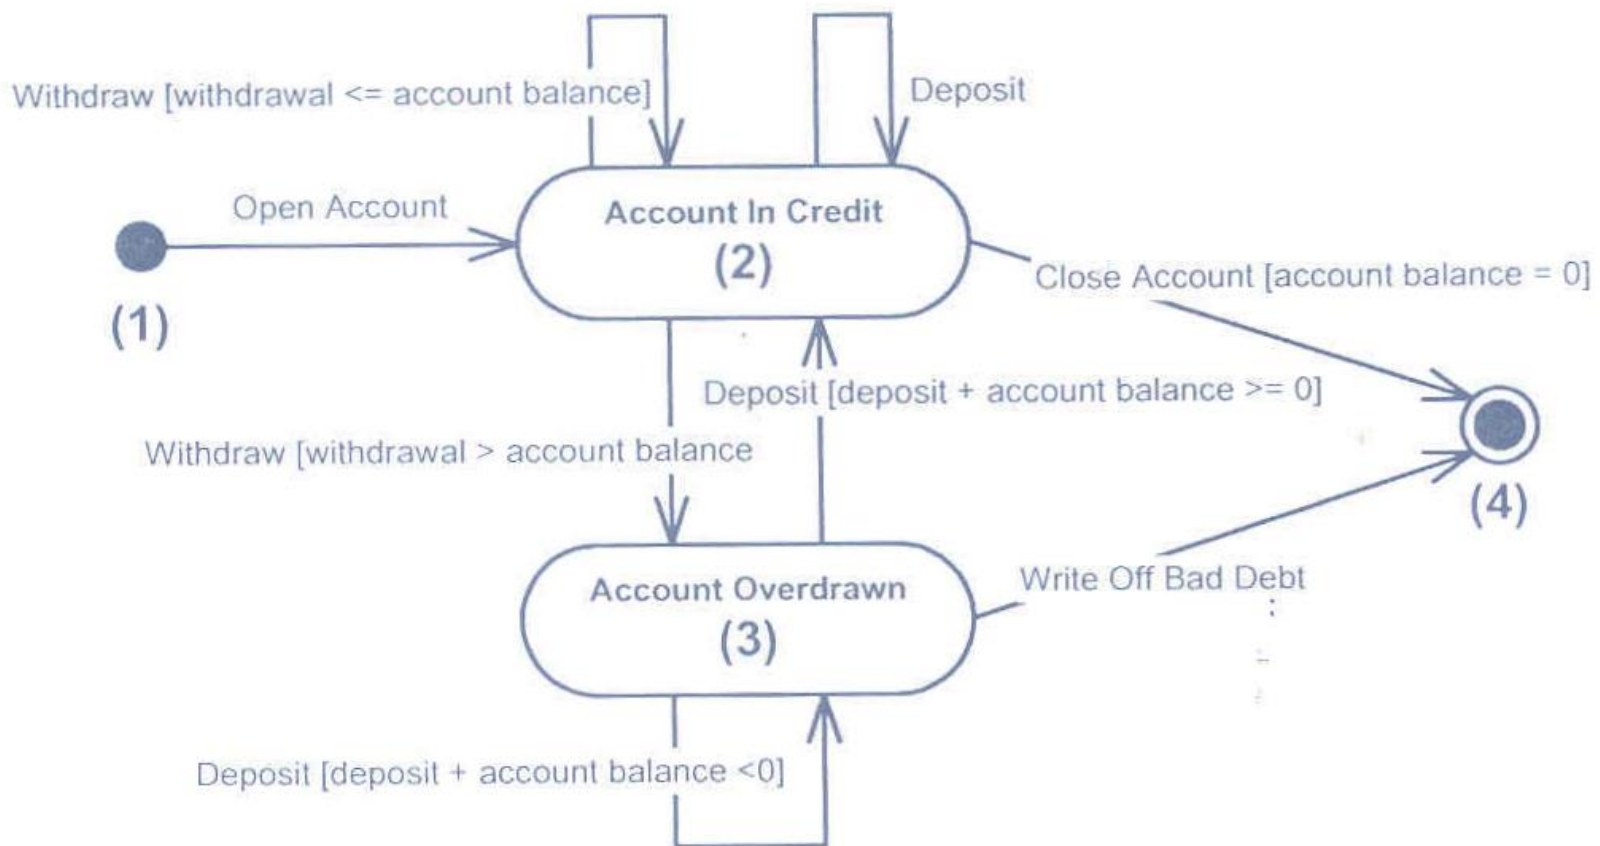 Withdraw [withdrawal <= account balance]
Deposit
Open Account
Account In Credit
(2)
(1)
Close Account [account balance = 0]
Deposit [deposit + account balance >= 0]
Withdraw [withdrawal > account balance
(4)
Account Overdrawn
(3)
Write Off Bad Debt
Deposit [deposit + account balance <0]